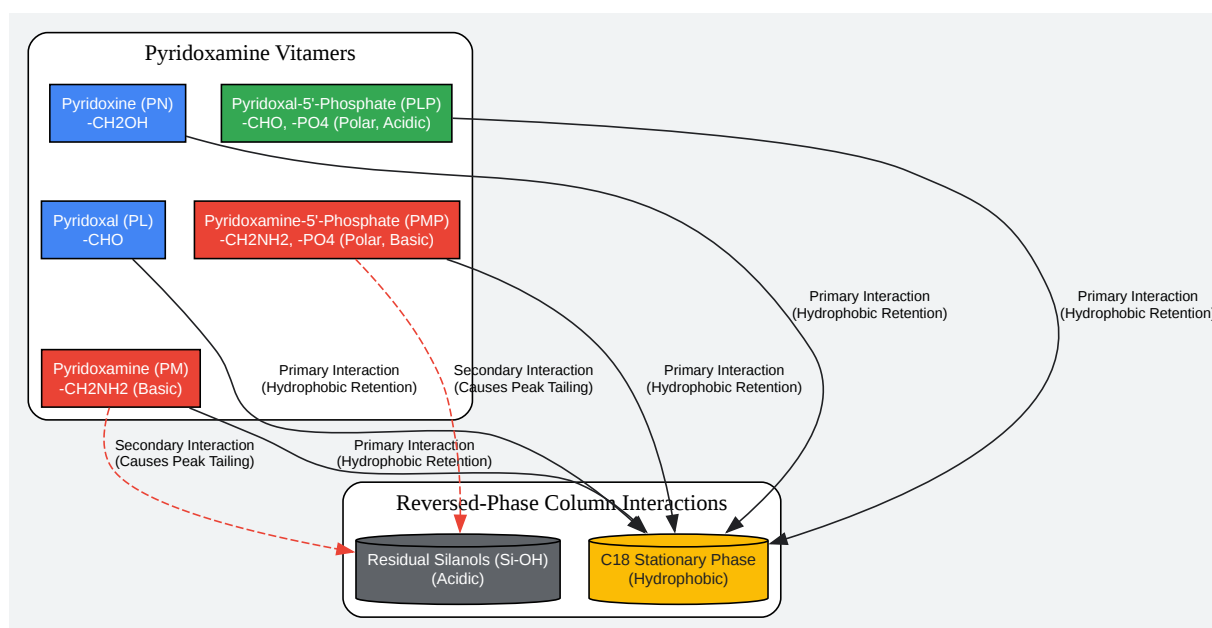 Pyridoxamine Vitamers
Pyridoxine (PN)
-CH2OH
Pyridoxal-5'-Phosphate (PLP)
-CHO, -PO4 (Polar, Acidic)
Pyridoxal (PL)
-CHO
Pyridoxamine-5'-Phosphate (PMP)
-CH2NH2, -PO4 (Polar, Basic)
Primary Interaction
(Hydrophobic Retention)
Primary Interaction
(Hydrophobic Retention)
Pyridoxamine (PM)
-CH2NH2 (Basic)
Primary Interaction
(Hydrophobic Retention)
Secondary Interaction
(Causes Peak Tailing)
Primary Interaction
(Hydrophobic Retention)
Secondary Interaction
(Causes Peak Tailing)
Primary Interaction
(Hydrophobic Retention)
Reversed-Phase Column Interactions
Residual Silanols (Si-OH)
(Acidic)
C18 Stationary Phase
(Hydrophobic)